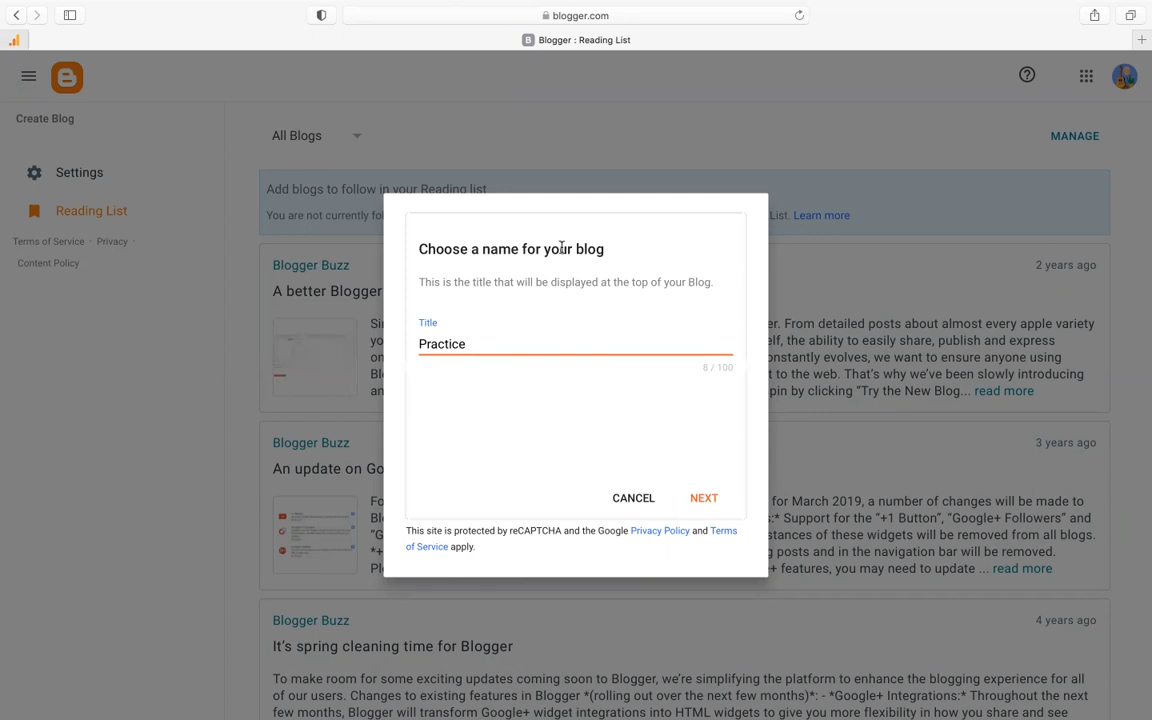 blogger.com
B Blogger : Reading List
Create Blog
Settings
Reading List
Terms of Service · Privacy ·
Content Policy
All Blogs
MANAGE
Add blogs to follow in your Reading list
You are not currently fol
List. Learn more
Choose a name for your blog
This is the title that will be displayed at the top of your Blog.
Title
Practice
8 / 100
CANCEL
NEXT
This site is protected by reCAPTCHA and the Google Privacy Policy and Terms
of Service apply.
Blogger Buzz
2 years ago
A better Blogger
Sin
er. From detailed posts about almost every apple variety
yo
elf, the ability to easily share, publish and express
on
onstantly evolves, we want to ensure anyone using
Bl
t to the web. That's why we've been slowly introducing
an
pin by clicking “Try the New Blog... read more
Blogger Buzz
3 years ago
An update on Go
Fo
for March 2019, a number of changes will be made to
Bl
:* Support for the “+1 Button”, “Google+ Followers” and
“G
stances of these widgets will be removed from all blogs.
*+
g posts and in the navigation bar will be removed.
Pl
+ features, you may need to update ... read more
Blogger Buzz
4 years ago
It's spring cleaning time for Blogger
To make room for some exciting updates coming soon to Blogger, we're simplifying the platform to enhance the blogging experience for all
of our users. Changes to existing features in Blogger *(rolling out over the next few months)*: - *Google+ Integrations:* Throughout the next
few months, Blogger will transform Google+ widget integrations into HTML widgets to give you more flexibility in how you share and see